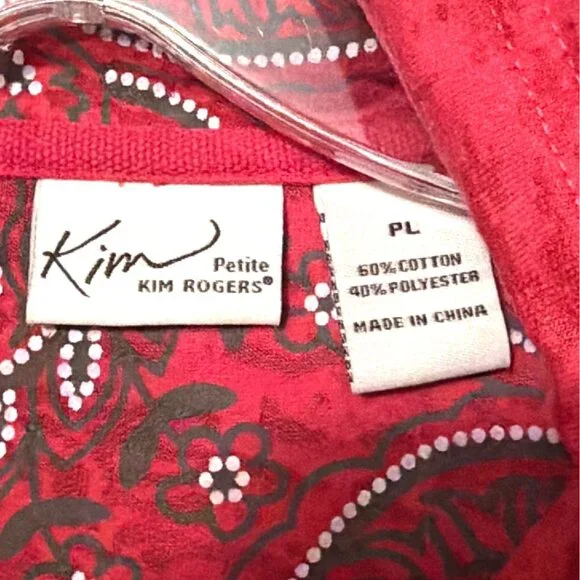 Kim Petite
KIM ROGERS®
PL
60% COTTON
40% POLYESTER
MADE IN CHINA